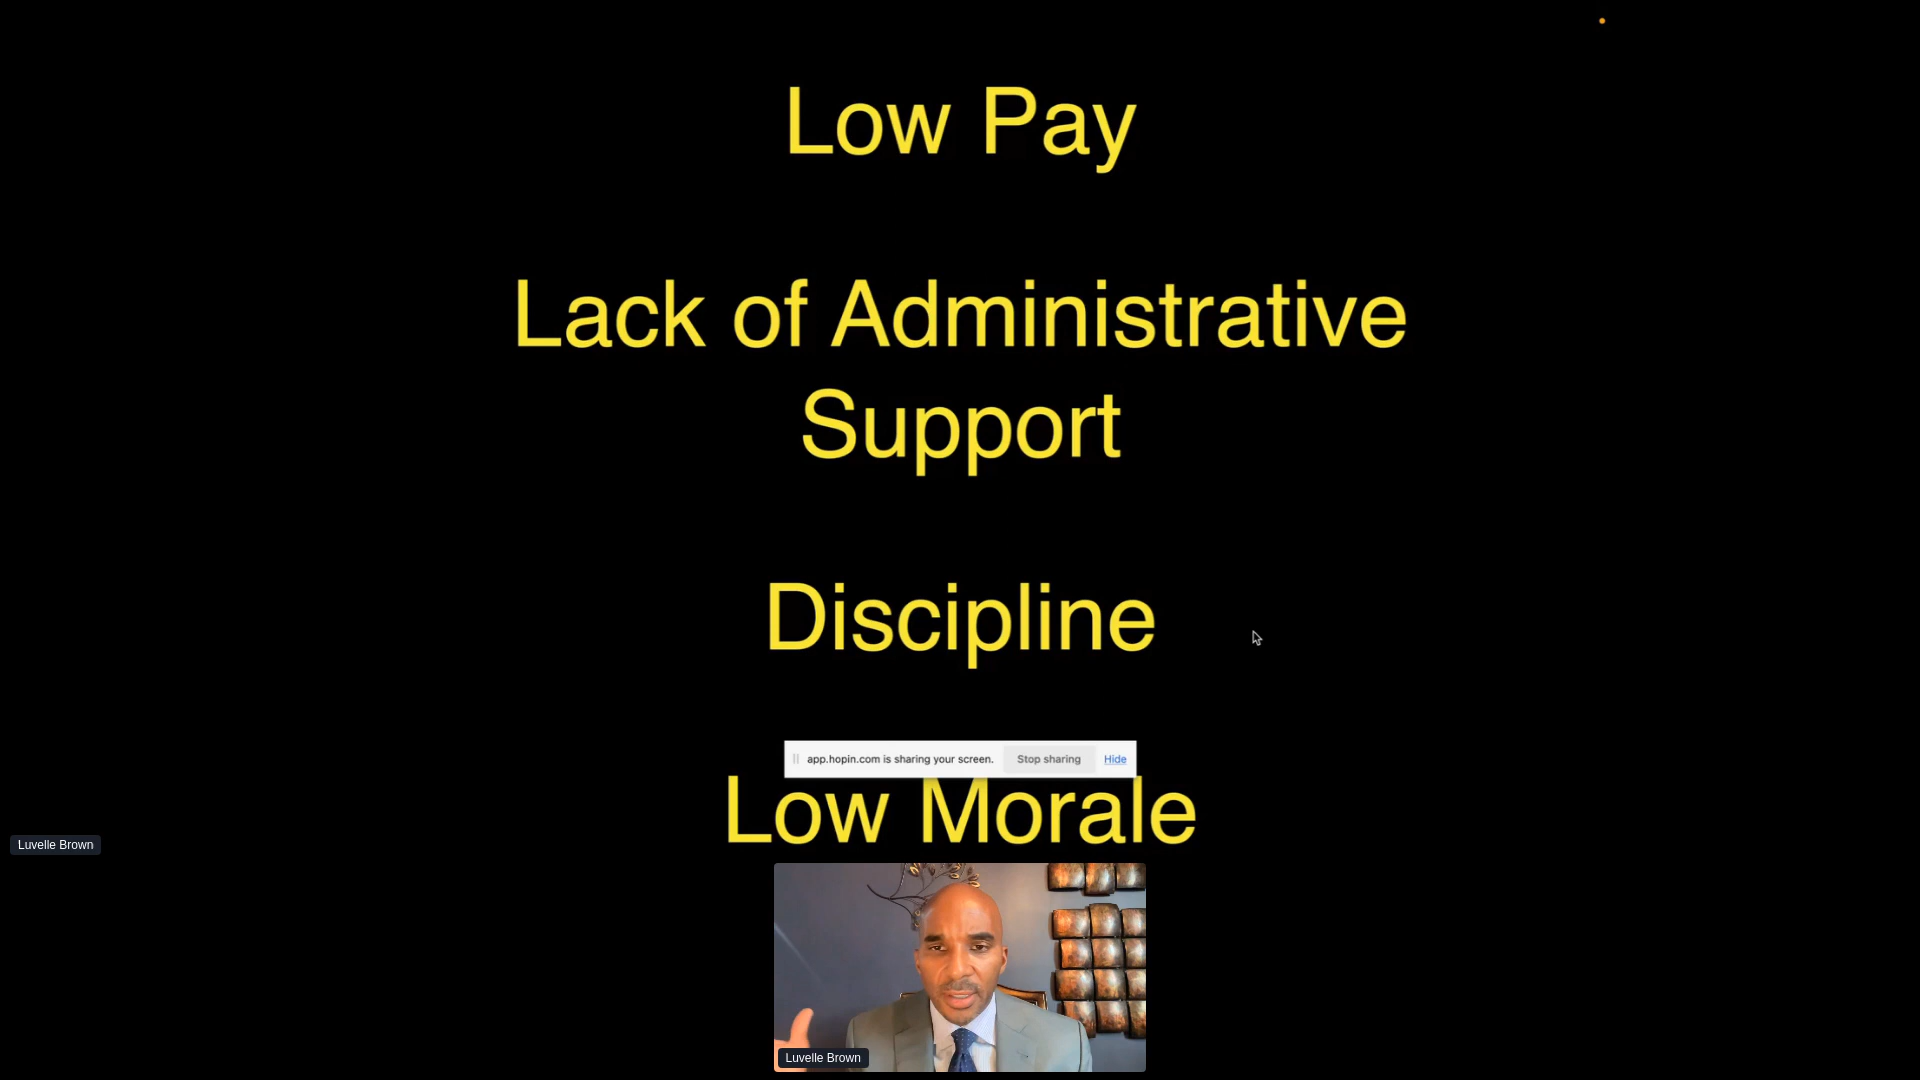 Low Pay
Lack of Administrative
Support
Discipline
app.hopin.com is sharing your screen. Stop sharing Hide
Low Morale
Luvelle Brown
Luvelle Brown